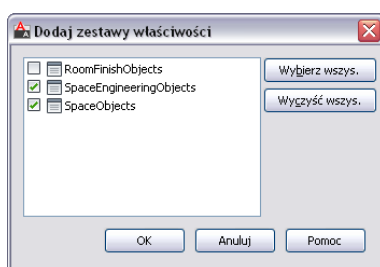 Dodaj zestawy właściwości
RoomFinishObjects
SpaceEngineeringObjects
SpaceObjects
Wybierz wszys.
Wyczyść wszys.
OK
Anuluj
Pomoc